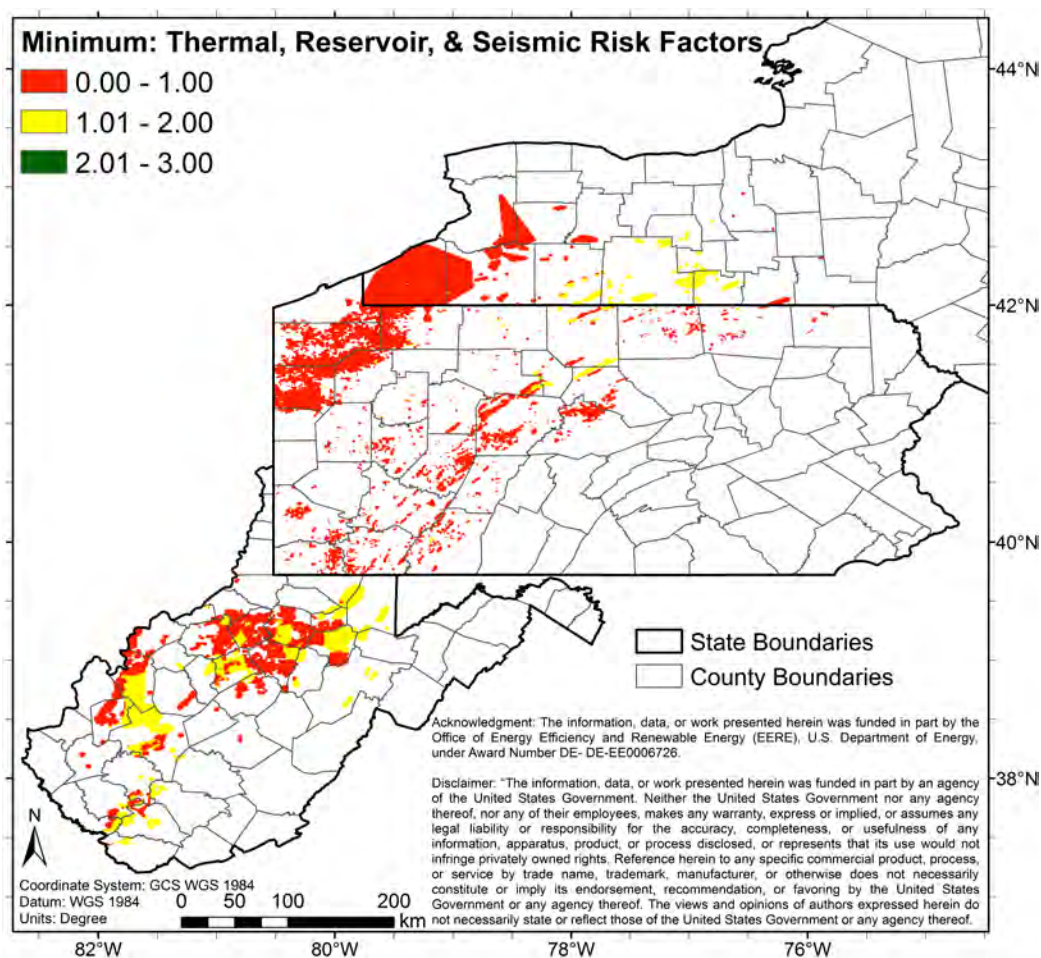 Minimum: Thermal, Reservoir, & Seismic Risk Factors
0.00 - 1.00
1.01 - 2.00
2.01 - 3.00
44°N
42°N
40°N
State Boundaries
County Boundaries
Acknowledgment: The information, data, or work presented herein was funded in part by the
Office of Energy Efficiency and Renewable Energy (EERE), U.S. Department of Energy,
under Award Number DE- DE-EE0006726.
38°N
Disclaimer: “The information, data, or work presented herein was funded in part by an agency
of the United States Government. Neither the United States Government nor any agency
thereof, nor any of their employees, makes any warranty, express or implied, or assumes any
legal liability or responsibility for the accuracy, completeness, or usefulness of any
information, apparatus, product, or process disclosed, or represents that its use would not
infringe privately owned rights. Reference herein to any specific commercial product, process,
or service by trade name, trademark, manufacturer, or otherwise does not necessarily
constitute or imply its endorsement, recommendation, or favoring by the United States
Government or any agency thereof. The views and opinions of authors expressed herein do
not necessarily state or reflect those of the United States Government or any agency thereof.
N
Coordinate System: GCS WGS 1984
Datum: WGS 1984
Units: Degree
0 50 100 200
km
82°W 80°W 78°W 76°W